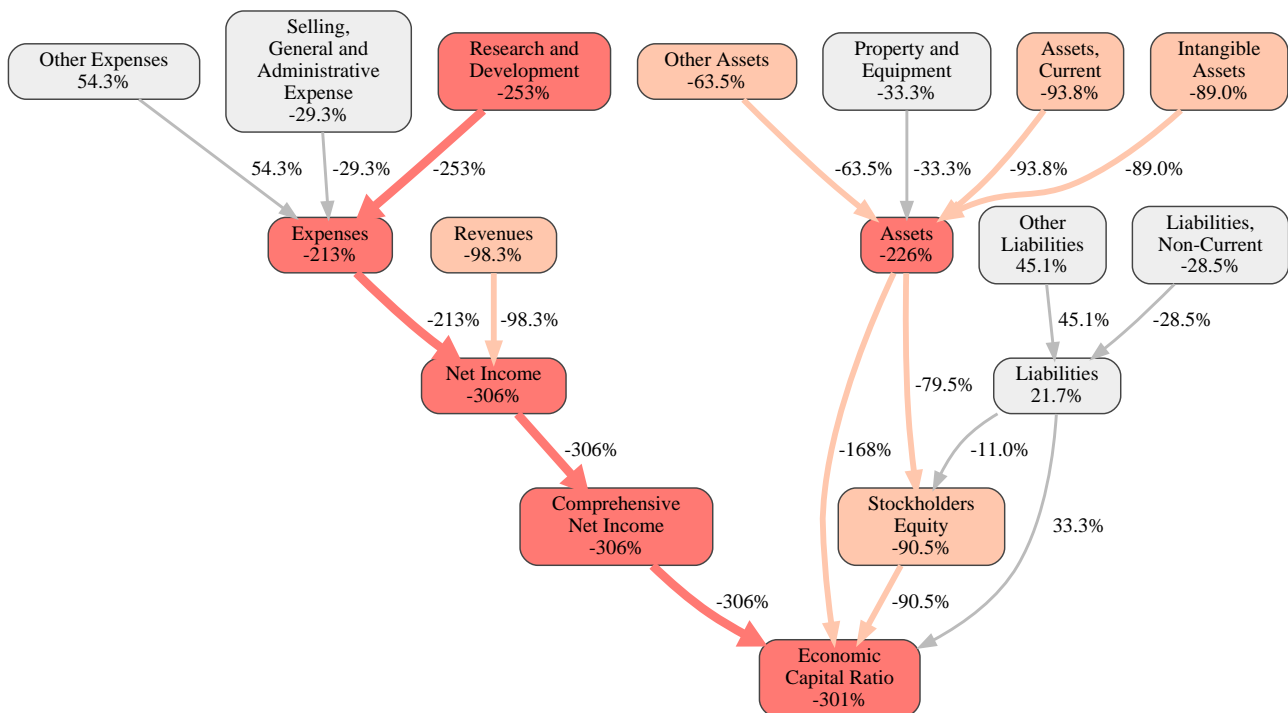 Other Expenses
54.3%
Selling,
General and
Administrative
Expense
-29.3%
Research and
Development
-253%
Other Assets
-63.5%
Property and
Equipment
-33.3%
Assets,
Current
-93.8%
Intangible
Assets
-89.0%
54.3%
-29.3%
-253%
-63.5%
-33.3%
-93.8%
-89.0%
Expenses
-213%
Revenues
-98.3%
Assets
-226%
Other
Liabilities
45.1%
Liabilities,
Non-Current
-28.5%
-213%
-98.3%
45.1%
-28.5%
Net Income
-306%
-79.5%
Liabilities
21.7%
-306%
-168%
-11.0%
Comprehensive
Net Income
-306%
Stockholders
Equity
-90.5%
33.3%
-306%
-90.5%
Economic
Capital Ratio
-301%